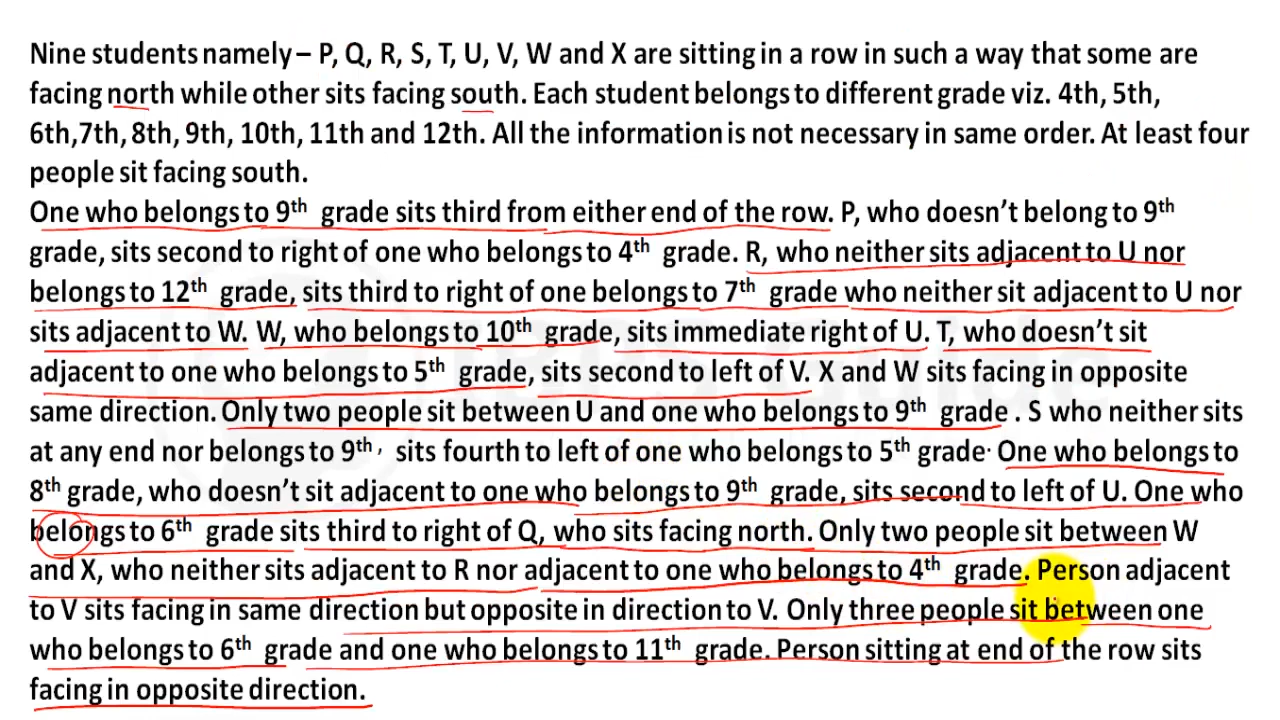 Nine students namely – P, Q, R, S, T, U, V, W and X are sitting in a row in such a way that some are
facing north while other sits facing south. Each student belongs to different grade viz. 4th, 5th,
6th,7th, 8th, 9th, 10th, 11th and 12th. All the information is not necessary in same order. At least four
people sit facing south.
One who belongs to 9th grade sits third from either end of the row. P, who doesn't belong to 9th
grade, sits second to right of one who belongs to 4th grade. R, who neither sits adjacent to U nor
belongs to 12th grade, sits third to right of one belongs to 7th grade who neither sit adjacent to U nor
sits adjacent to W. W, who belongs to 10th grade, sits immediate right of U. T, who doesn't sit
adjacent to one who belongs to 5th grade, sits second to left of V. X and W sits facing in opposite
same direction. Only two people sit between U and one who belongs to 9th grade . S who neither sits
at any end nor belongs to 9th, sits fourth to left of one who belongs to 5th grade. One who belongs to
8th grade, who doesn't sit adjacent to one who belongs to 9th grade, sits second to left of U. One who
belongs to 6th grade sits third to right of Q, who sits facing north. Only two people sit between W
and X, who neither sits adjacent to R nor adjacent to one who belongs to 4th grade. Person adjacent
to V sits facing in same direction but opposite in direction to V. Only three people sit between one
who belongs to 6th grade and one who belongs to 11th grade. Person sitting at end of the row sits
facing in opposite direction.